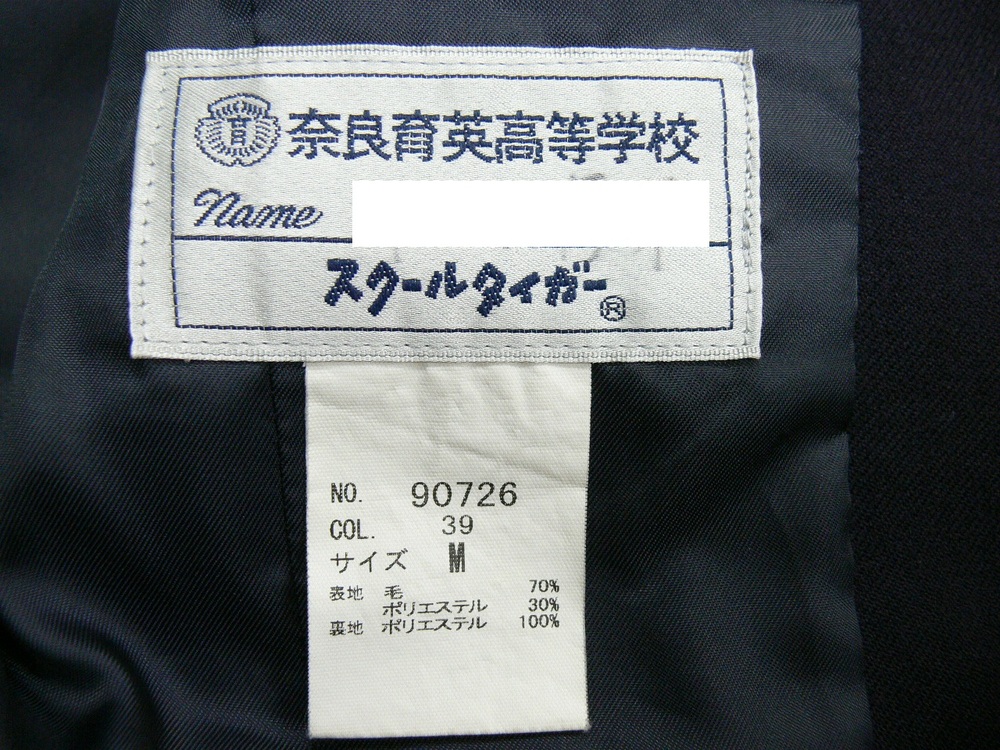 奈良育英高等学校
Name
スクールタイガー®
NO. 90726
COL. 39
サイズ M
表地 毛 70%
ポリエステル 30%
裏地 ポリエステル 100%